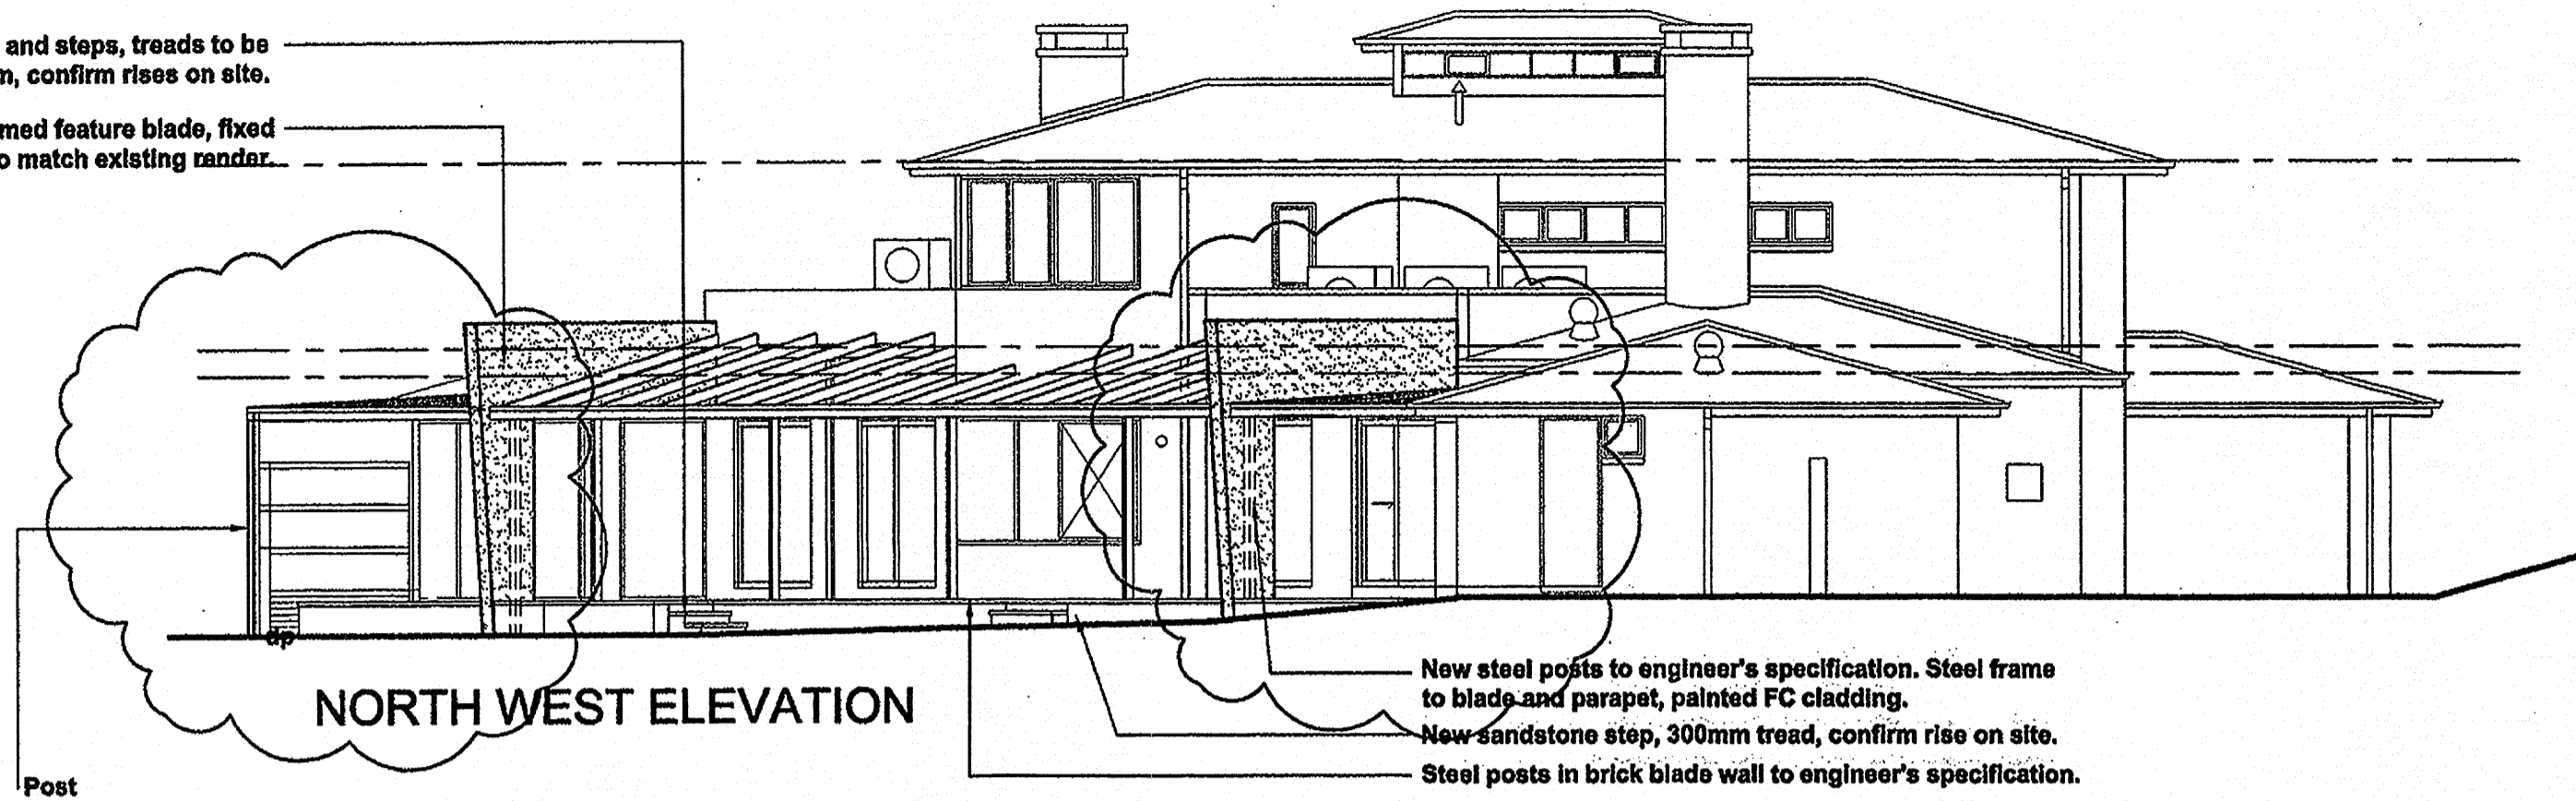 and steps, treads to be
confirm rises on site.
feature blade, fixed
match existing render.
dp
NORTH WEST ELEVATION
New steel posts to engineer's specification. Steel frame
to blade and parapet, painted FC cladding.
New sandstone step, 300mm tread, confirm rise on site.
Steel posts in brick blade wall to engineer's specification.
Post